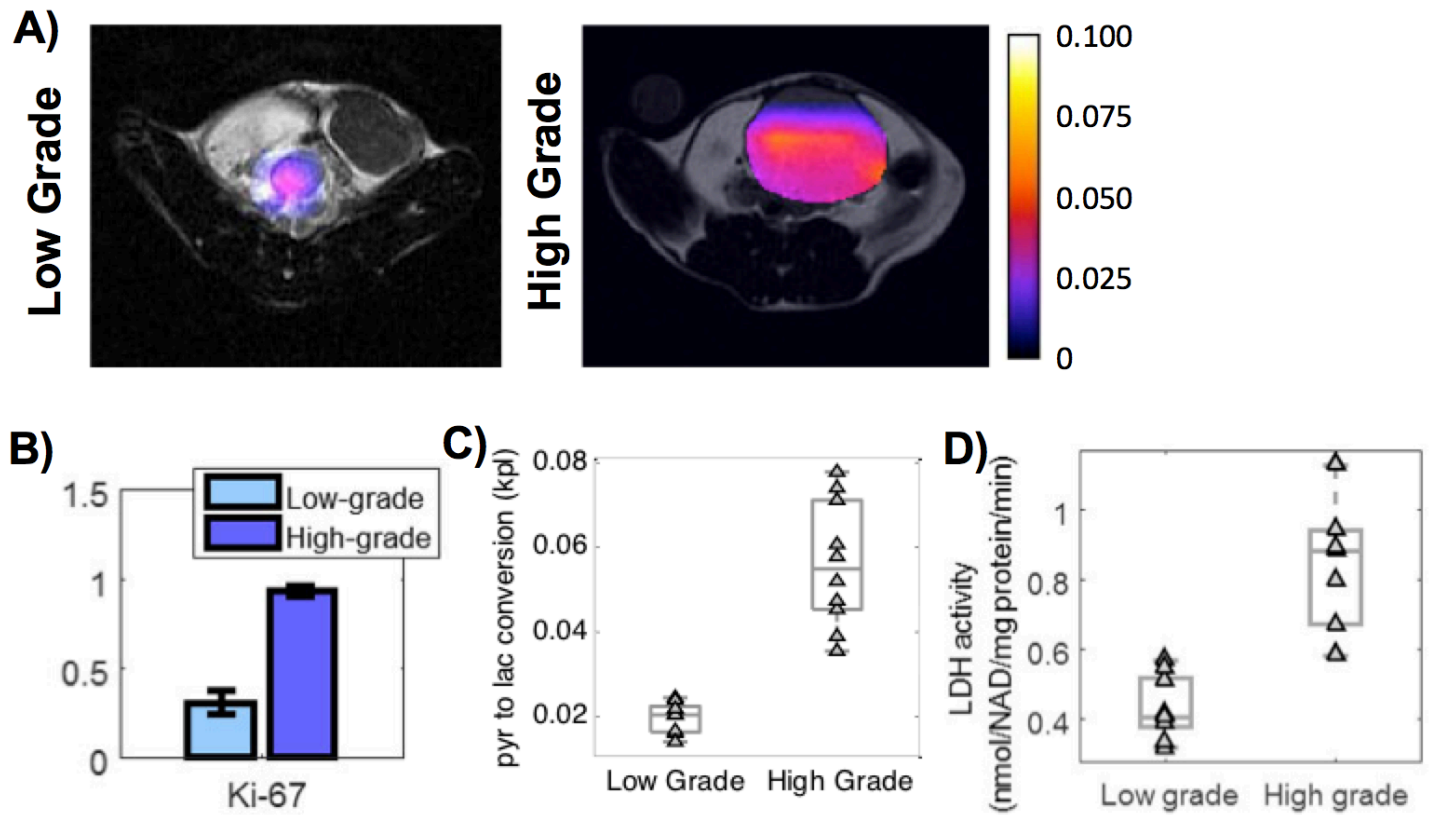 A)
Low Grade
High Grade
0.100
0.075
0.050
0.025
0
B)
1.5
1
0.5
0
Low-grade
High-grade
Ki-67
C)
pyr to lac conversion (kpl)
0.08
0.06
0.04
0.02
Low Grade High Grade
D)
LDH activity
(nmol/NAD/mg protein/min)
1
0.8
0.6
0.4
Low grade High grade